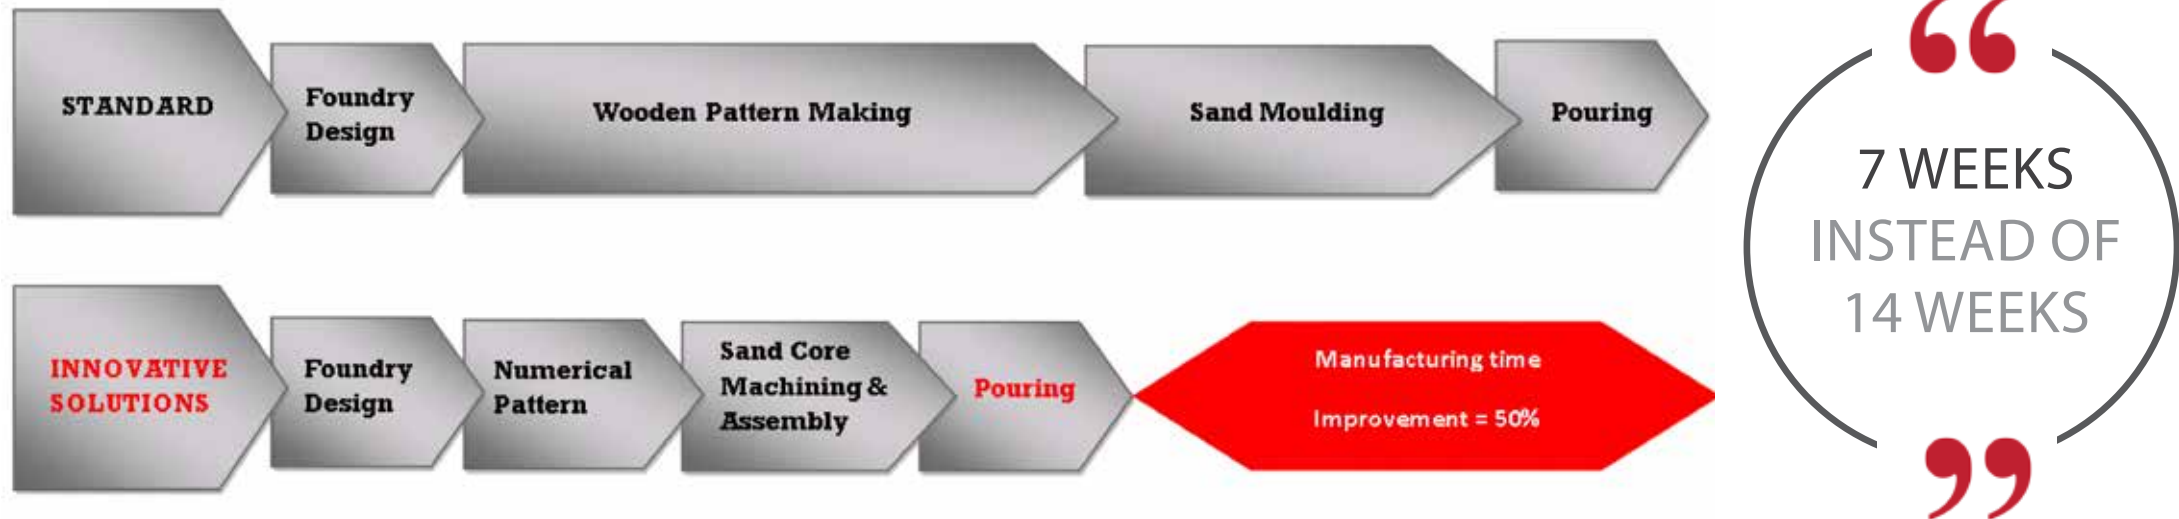 STANDARD
Foundry
Design
Wooden Pattern Making
Sand Moulding
Pouring
INNOVATIVE
SOLUTIONS
Foundry
Design
Numerical
Pattern
Sand Core
Machining &
Assembly
Pouring
Manufacturing time
Improvement = 50%
“
7 WEEKS
INSTEAD OF
14 WEEKS
”